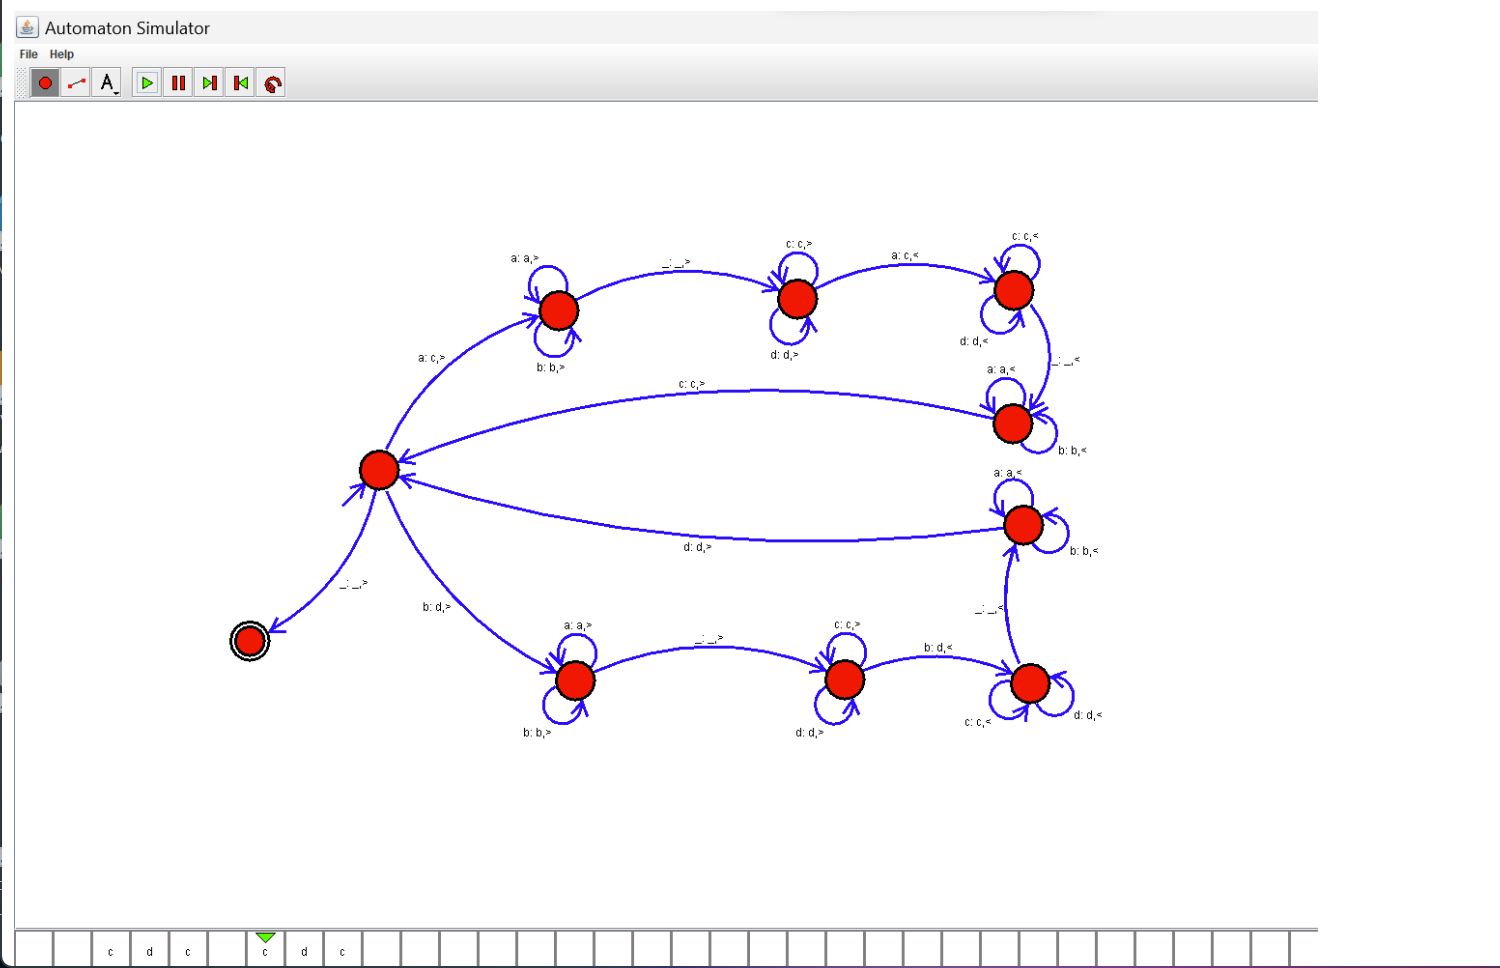 Automaton Simulator
File Help
A
c: c,<
c: c,>
a: c,<
a: a,>
_: _,>
d: d,<
d: d,>
a: c,>
_: _,<
b: b,>
a: a,<
c: c,>
b: b,<
a: a,<
d: d,>
b: b,<
_: _,>
b: d,>
_: _,<
a: a,>
c: c,>
_: _,>
b: d,<
d: d,<
c: c,<
b: b,>
d: d,>
c d c c d c